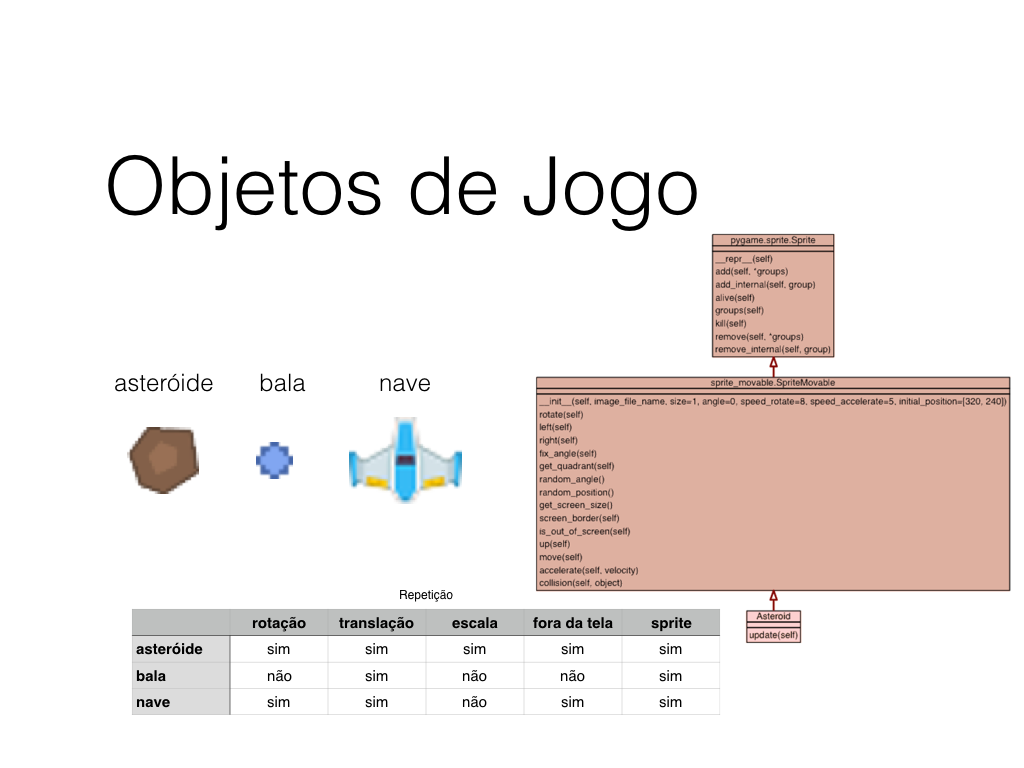 Objetos de Jogo
pygame.sprite.Sprite
__repr__(self)
add(self, *groups)
add_internal(self, group)
alive(self)
groups(self)
kill(self)
remove(self, *groups)
remove_internal(self, group)
asteróide bala nave
sprite_movable.SpriteMovable
__init__(self, image_file_name, size=1, angle=0, speed_rotate=8, speed_accelerate=5, initial_position=[320, 240])
rotate(self)
left(self)
right(self)
fix_angle(self)
get_quadrant(self)
random_angle()
random_position()
get_screen_size()
screen_border(self)
is_out_of_screen(self)
up(self)
move(self)
accelerate(self, velocity)
collision(self, object)
Asteroid
update(self)
Repetição
rotação translação escala fora da tela sprite
asteróide sim sim sim sim sim
bala não sim não não sim
nave sim sim não sim sim